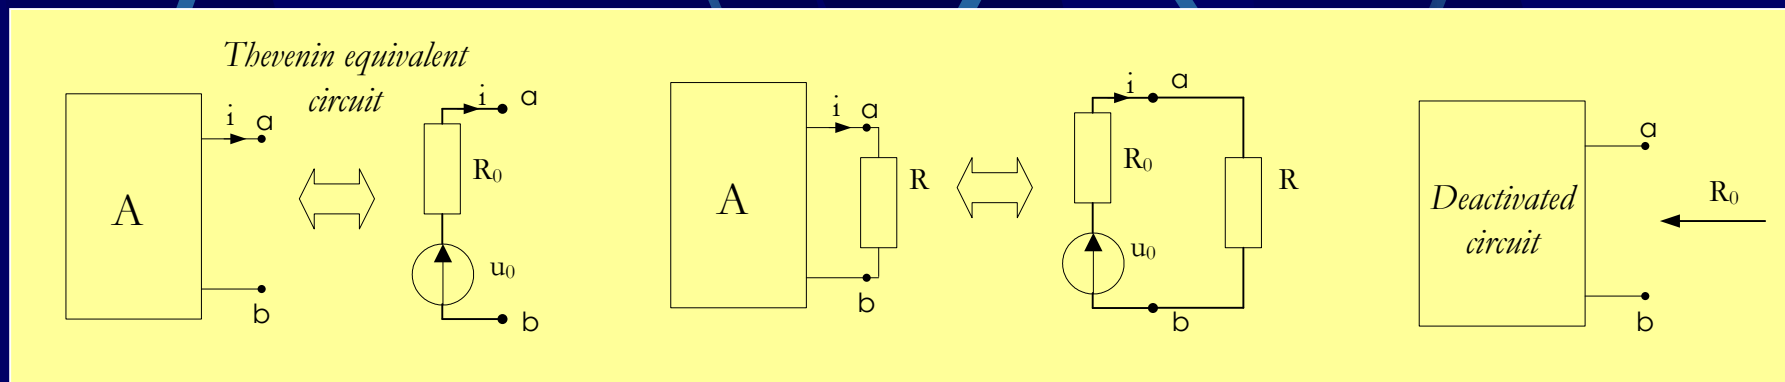 Thevenin equivalent
circuit
A
i
a
b
i
a
R₀
u₀
b
A
i
a
R
b
i
a
R₀
u₀
R
b
Deactivated
circuit
a
R₀
b